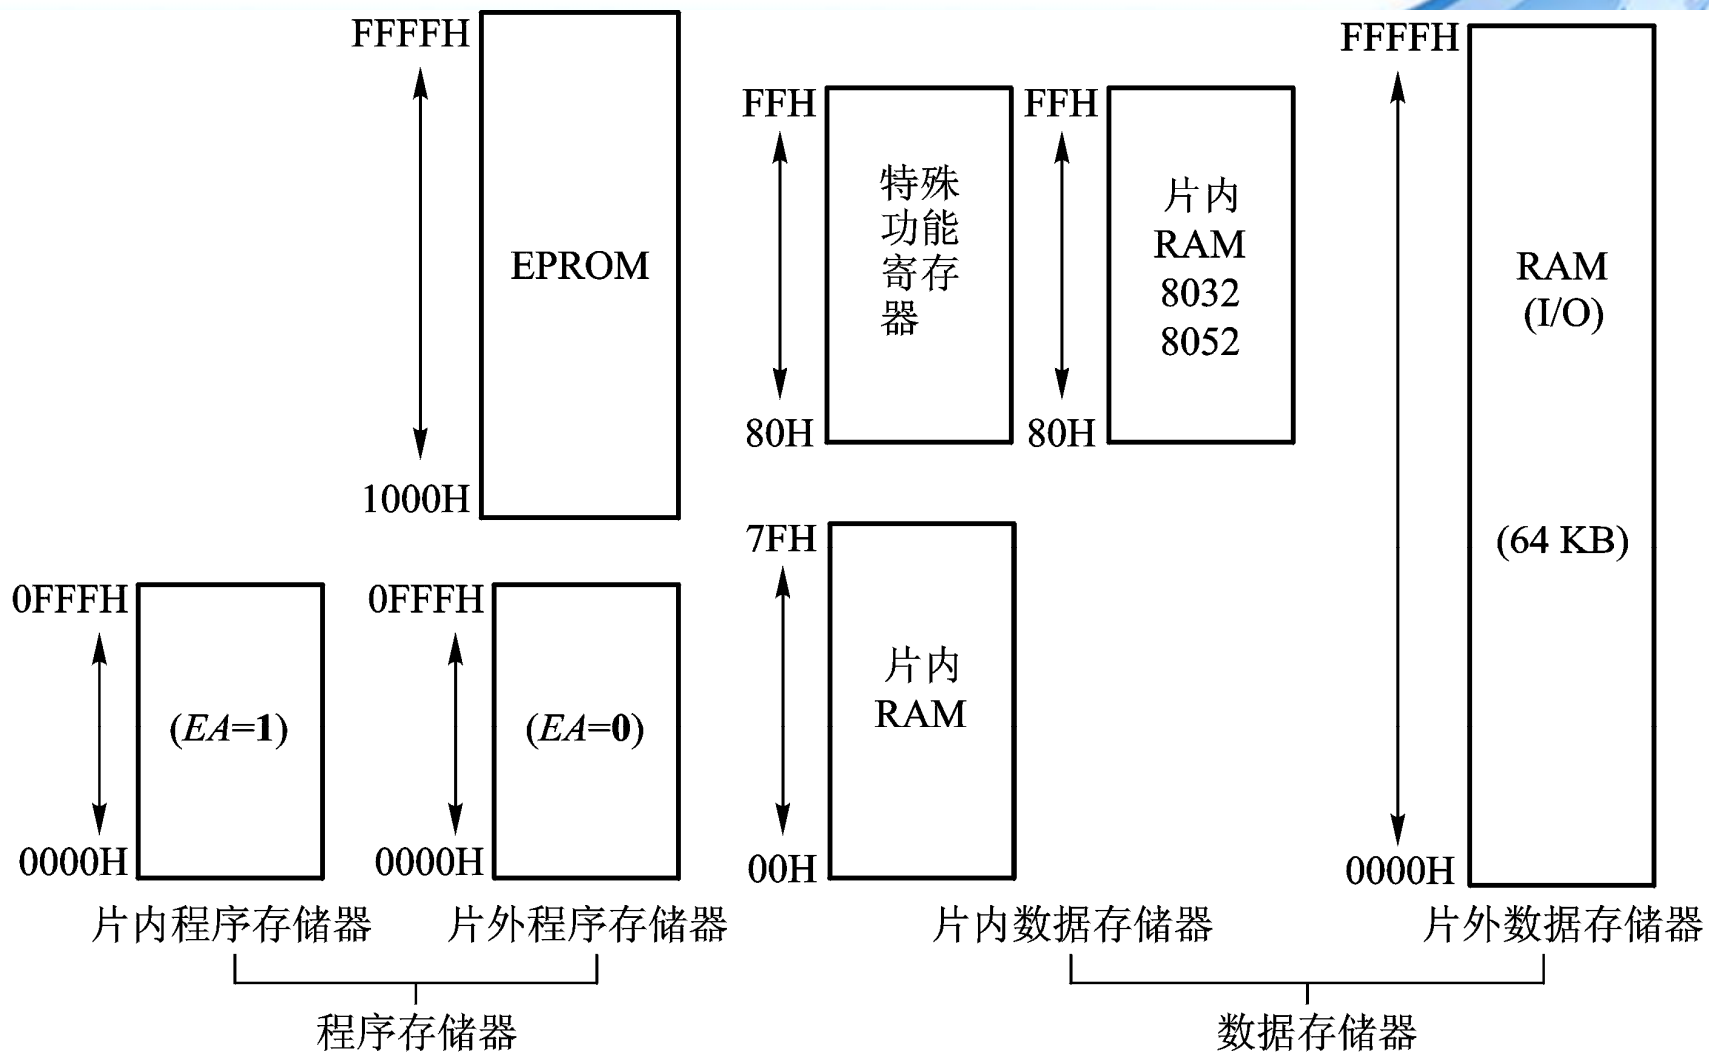 FFFFH
EPROM
1000H
0FFFH
(EA=1)
0000H
0FFFH
(EA=0)
0000H
片内程序存储器
片外程序存储器
程序存储器
FFH
特殊
功能
寄存
器
80H
FFH
片内
RAM
8032
8052
80H
7FH
片内
RAM
00H
片内数据存储器
FFFFH
RAM
(I/O)
(64 KB)
0000H
片外数据存储器
数据存储器